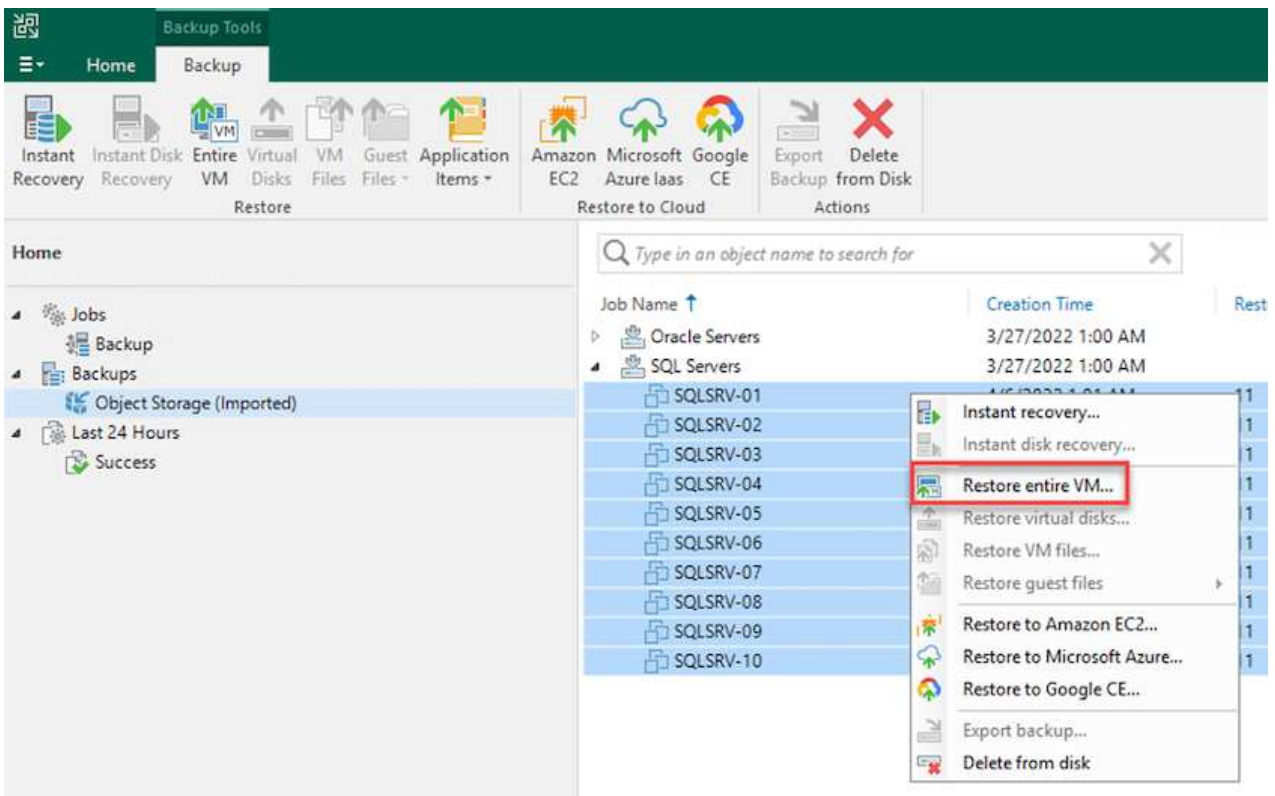 Backup Tools
Home Backup
Instant Recovery
Instant Disk Recovery
Entire VM
Virtual Disks
VM Files
Guest Files
Application Items
Amazon EC2
Microsoft Azure Iaas
Google CE
Export Backup
Delete from Disk
Restore
Restore to Cloud
Actions
Home
Jobs
Backup
Backups
Object Storage (Imported)
Last 24 Hours
Success
Type in an object name to search for
Job Name Creation Time Rest
Oracle Servers 3/27/2022 1:00 AM
SQL Servers 3/27/2022 1:00 AM
SQLSRV-01 11
SQLSRV-02
SQLSRV-03
SQLSRV-04
SQLSRV-05
SQLSRV-06
SQLSRV-07
SQLSRV-08
SQLSRV-09
SQLSRV-10
Instant recovery...
Instant disk recovery...
Restore entire VM...
Restore virtual disks...
Restore VM files...
Restore guest files
Restore to Amazon EC2...
Restore to Microsoft Azure...
Restore to Google CE...
Export backup...
Delete from disk